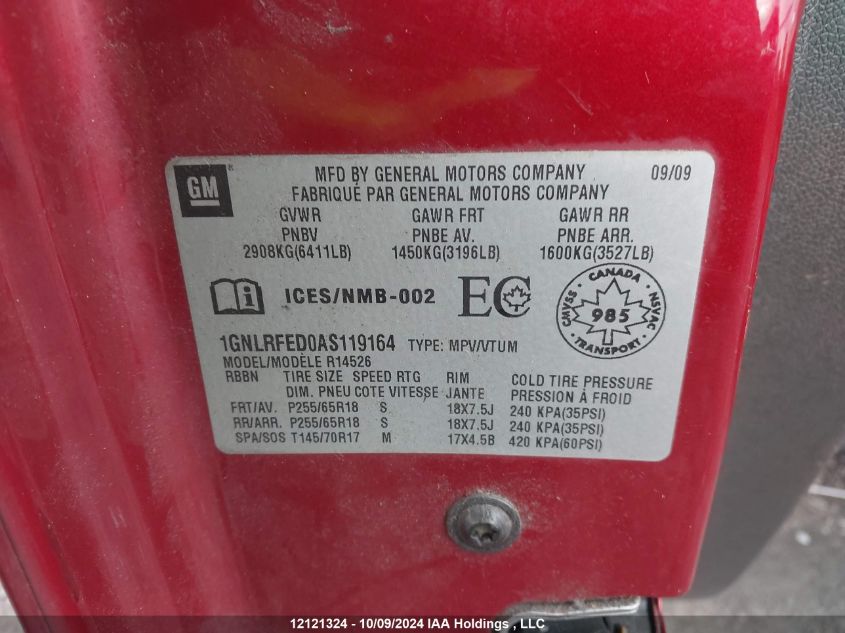 GM
MFD BY GENERAL MOTORS COMPANY 09/09
FABRIQUÉ PAR GENERAL MOTORS COMPANY
GVWR GAWR FRT GAWR RR
PNBV PNBE AV. PNBE ARR.
2908KG(6411LB) 1450KG(3196LB) 1600KG(3527LB)
ICES/NMB-002 EC CANADA CMVSS 985 NSVAC TRANSPORT
1GNLRFED0AS119164 TYPE: MPV/VTUM
MODEL/MODÈLE R14526
RBBN TIRE SIZE SPEED RTG RIM COLD TIRE PRESSURE
DIM. PNEU COTE VITESSE JANTE PRESSION À FROID
FRT/AV. P255/65R18 S 18X7.5J 240 KPA(35PSI)
RR/ARR. P255/65R18 S 18X7.5J 240 KPA(35PSI)
SPA/SOS T145/70R17 M 17X4.5B 420 KPA(60PSI)
12121324 - 10/09/2024 IAA Holdings , LLC